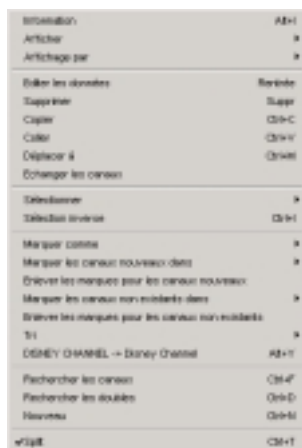 Information Alt+I
Afficher
Affichage par
Editer les données Rentrée
Supprimer Suppr
Copier Ctrl+C
Coller Ctrl+V
Déplacer à Ctrl+M
Echanger les canaux
Sélectionner
Sélection inverse Ctrl+I
Marquer comme
Marquer les canaux nouveaux dans
Enlever les marques pour les canaux nouveaux
Marquer les canaux non existants dans
Enlever les marques pour les canaux non existants
Tri
DISNEY CHANNEL -> Disney Channel Alt+Y
Rechercher les canaux Ctrl+F
Rechercher les doubles Ctrl+D
Nouveau Ctrl+N
Split Ctrl+T